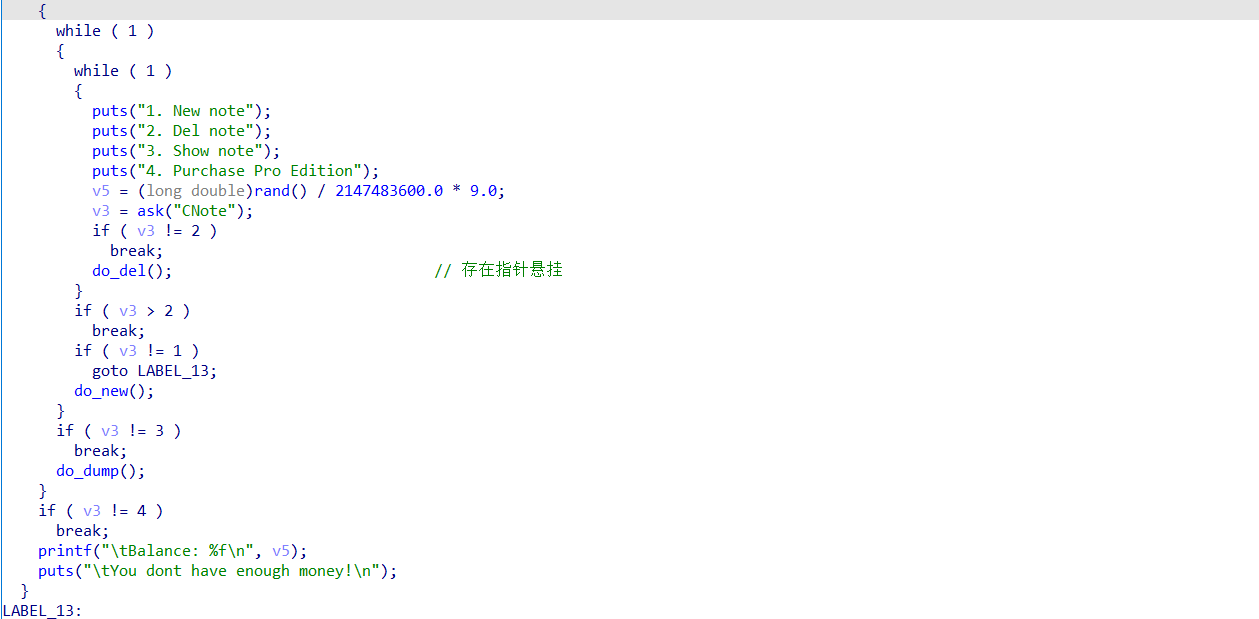 {
while ( 1 )
{
while ( 1 )
{
puts("1. New note");
puts("2. Del note");
puts("3. Show note");
puts("4. Purchase Pro Edition");
v5 = (long double)rand() / 2147483600.0 * 9.0;
v3 = ask("CNote");
if ( v3 != 2 )
break;
do_del(); // 存在指针悬挂
}
if ( v3 > 2 )
break;
if ( v3 != 1 )
goto LABEL_13;
do_new();
}
if ( v3 != 3 )
break;
do_dump();
}
if ( v3 != 4 )
break;
printf("\tBalance: %f\n", v5);
puts("\tYou dont have enough money!\n");
}
LABEL_13: